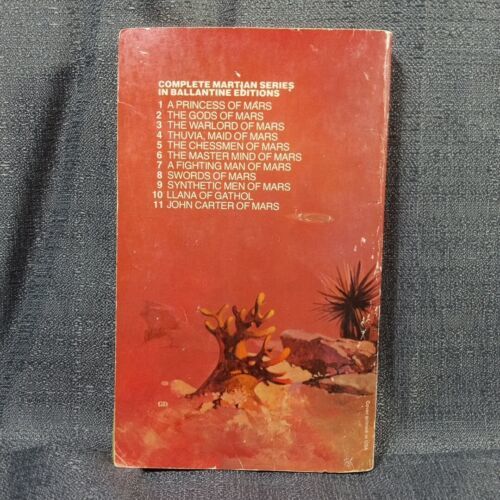 COMPLETE MARTIAN SERIES
IN BALLANTINE EDITIONS
1 A PRINCESS OF MARS
2 THE GODS OF MARS
3 THE WARLORD OF MARS
4 THUVIA, MAID OF MARS
5 THE CHESSMEN OF MARS
6 THE MASTER MIND OF MARS
7 A FIGHTING MAN OF MARS
8 SWORDS OF MARS
9 SYNTHETIC MEN OF MARS
10 LLANA OF GATHOL
11 JOHN CARTER OF MARS
GD